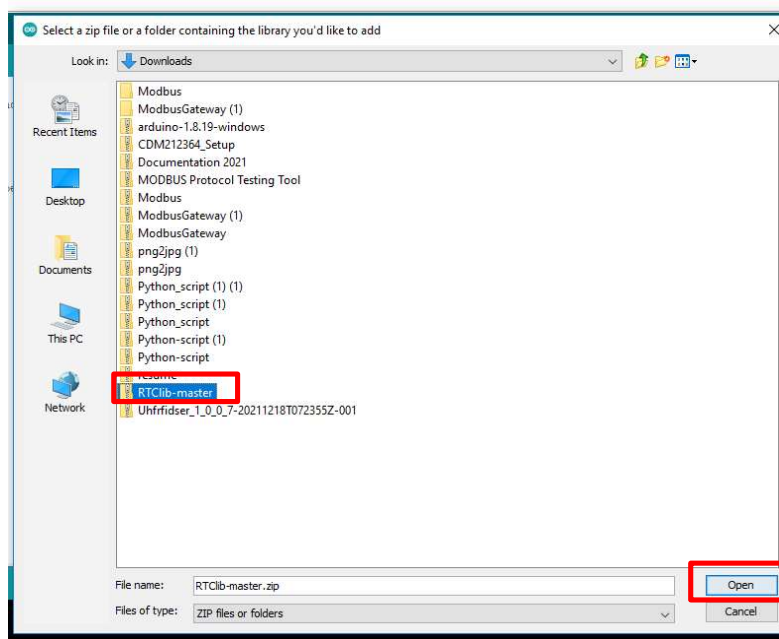 Select a zip file or a folder containing the library you'd like to add
Look in: Downloads
Recent Items
Desktop
Documents
This PC
Network
Modbus
ModbusGateway (1)
arduino-1.8.19-windows
CDM212364_Setup
Documentation 2021
MODBUS Protocol Testing Tool
Modbus
ModbusGateway (1)
ModbusGateway
png2jpg (1)
png2jpg
Python_script (1) (1)
Python_script (1)
Python_script
Python-script (1)
Python-script
resume
RTClib-master
Uhfrfidser_1_0_0_7-20211218T072355Z-001
File name: RTClib-master.zip
Open
Files of type: ZIP files or folders
Cancel